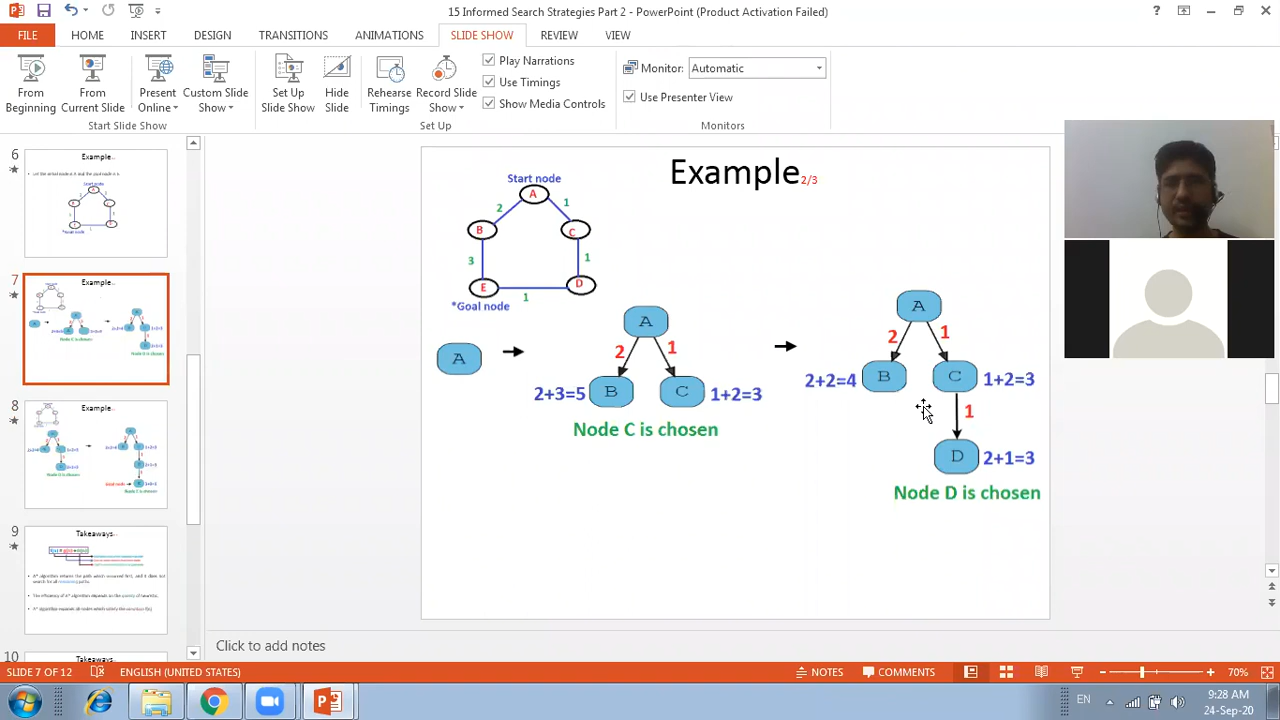 15 Informed Search Strategies Part 2 - PowerPoint (Product Activation Failed)
FILE HOME INSERT DESIGN TRANSITIONS ANIMATIONS SLIDE SHOW REVIEW VIEW
From Beginning
From Current Slide
Present Online
Custom Slide Show
Set Up Slide Show
Hide Slide
Rehearse Timings
Record Slide Show
Play Narrations
Use Timings
Show Media Controls
Monitor: Automatic
Use Presenter View
Start Slide Show
Set Up
Monitors
6
Example
7
Example
8
Example
9
Takeaways
10
Example 2/3
Start node
A
2 1
B C
3 1
E D
*Goal node 1
A
A
2 1
2+3=5 B C 1+2=3
Node C is chosen
A
2 1
2+2=4 B C 1+2=3
1
D 2+1=3
Node D is chosen
Click to add notes
SLIDE 7 OF 12 ENGLISH (UNITED STATES) NOTES COMMENTS 70%
EN 9:28 AM
24-Sep-20